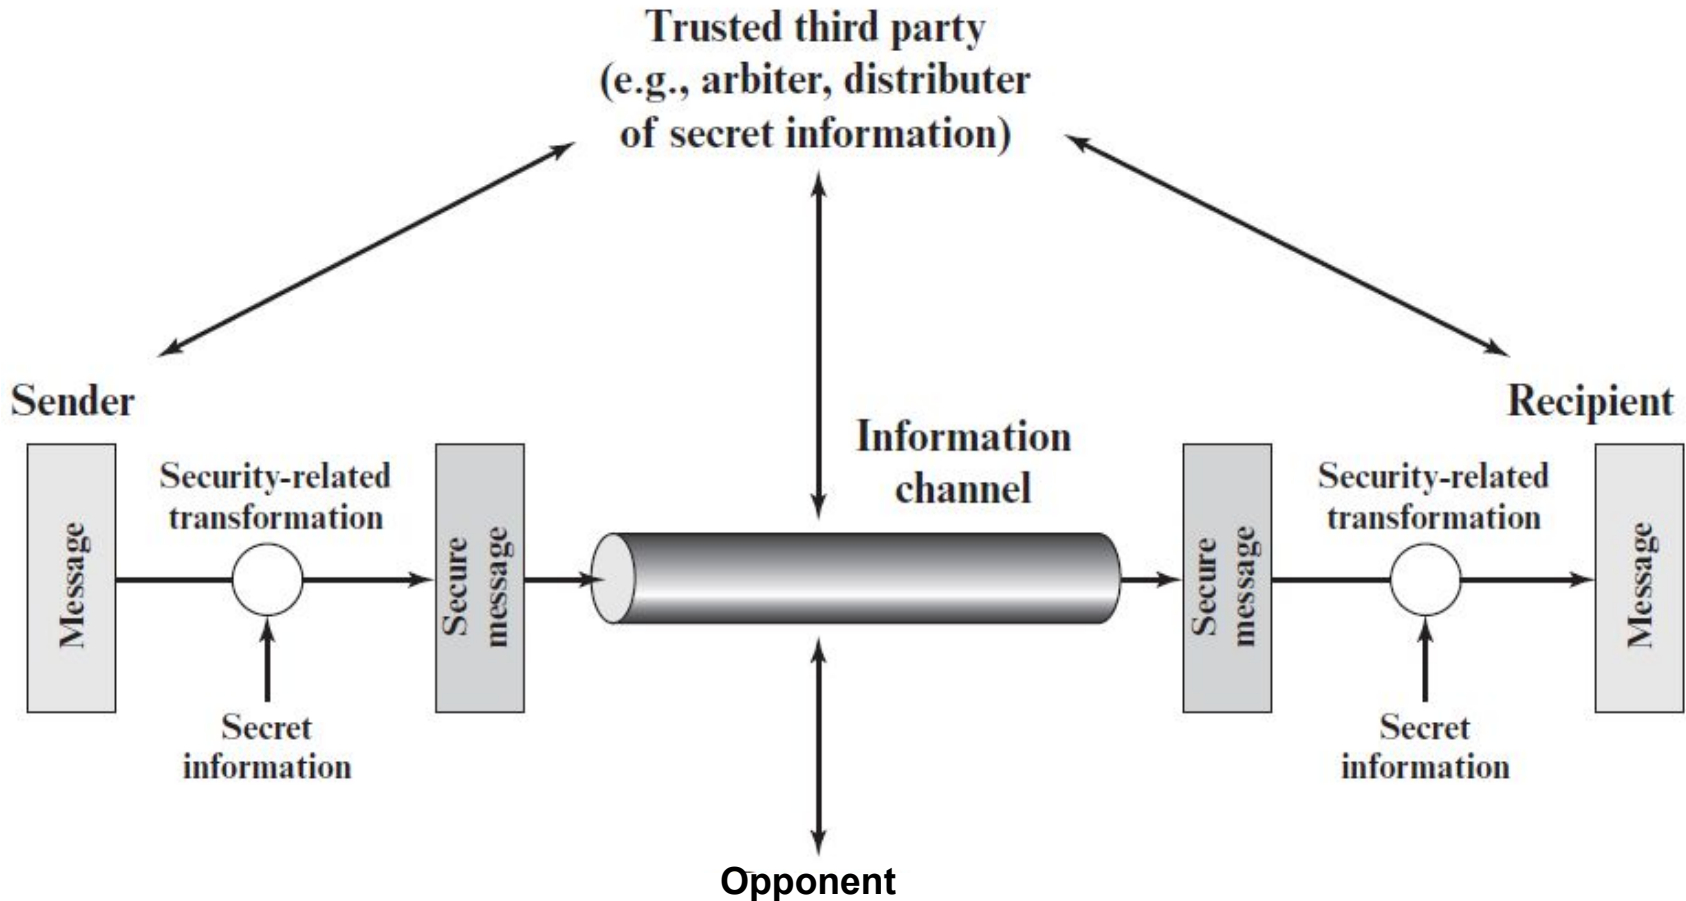 Trusted third party
(e.g., arbiter, distributer
of secret information)
Sender
Recipient
Information
channel
Security-related
transformation
Security-related
transformation
Message
Secure
message
Secure
message
Message
Secret
information
Secret
information
Opponent